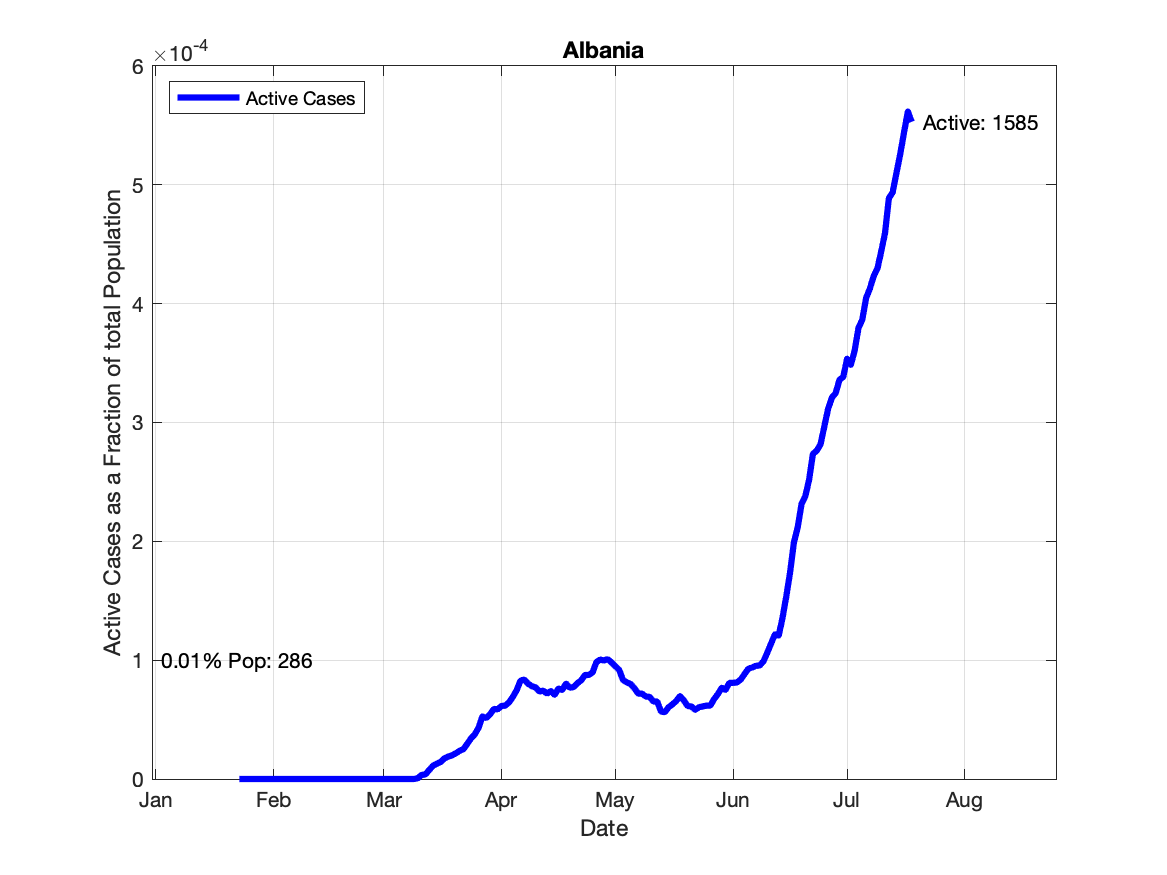 Albania
×10-4
6
5
4
3
2
1
0
Active Cases
Active: 1585
0.01% Pop: 286
Active Cases as a Fraction of total Population
Jan Feb Mar Apr May Jun Jul Aug
Date